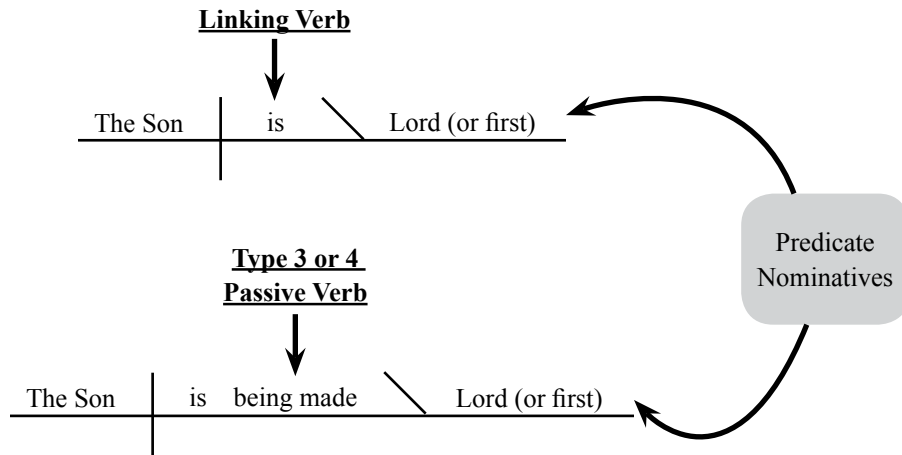 Linking Verb
The Son is Lord (or first)
Predicate
Nominatives
Type 3 or 4
Passive Verb
The Son is being made Lord (or first)